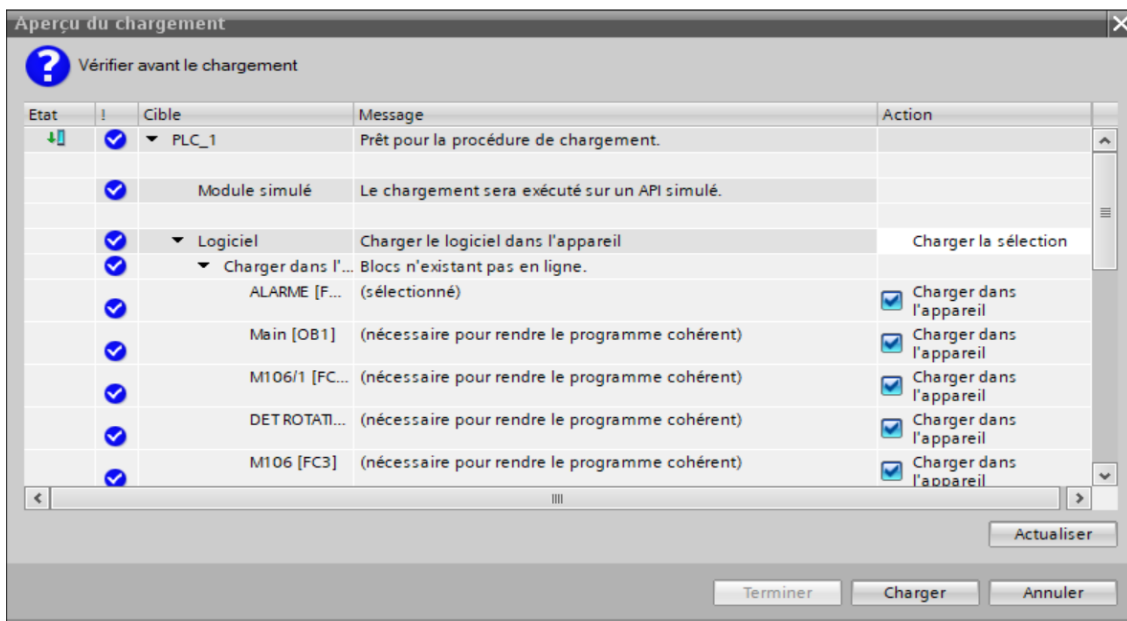 Aperçu du chargement
Vérifier avant le chargement
Etat ! Cible Message Action
PLC_1 Prêt pour la procédure de chargement.
Module simulé Le chargement sera exécuté sur un API simulé.
Logiciel Charger le logiciel dans l'appareil Charger la sélection
Charger dans l'... Blocs n'existant pas en ligne.
ALARME [F... (sélectionné) Charger dans
l'appareil
Main [OB1] (nécessaire pour rendre le programme cohérent) Charger dans
l'appareil
M106/1 [FC... (nécessaire pour rendre le programme cohérent) Charger dans
l'appareil
DETROTATI... (nécessaire pour rendre le programme cohérent) Charger dans
l'appareil
M106 [FC3] (nécessaire pour rendre le programme cohérent) Charger dans
l'appareil
Actualiser
Terminer Charger Annuler